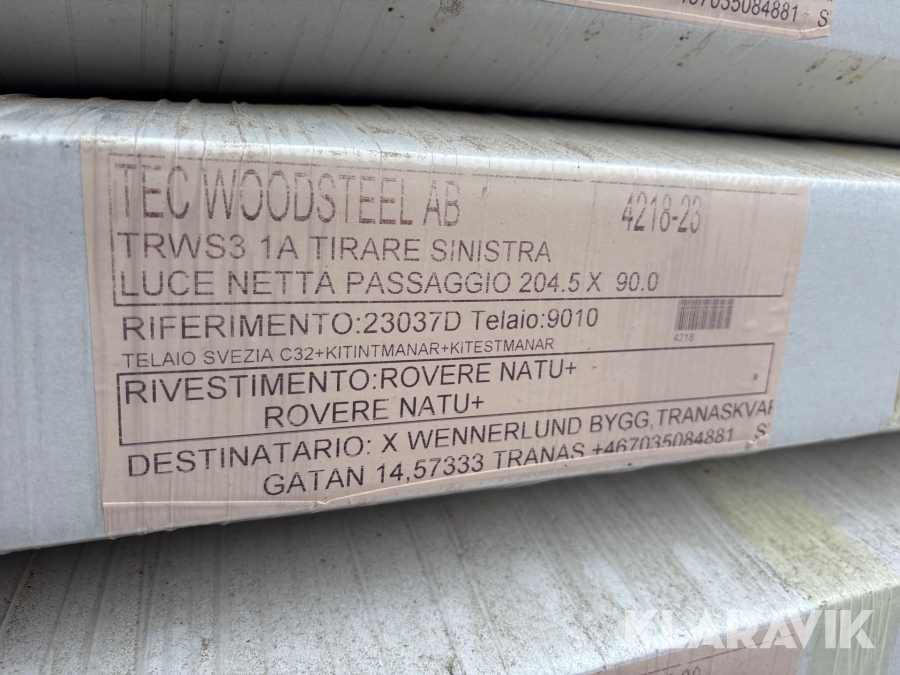 467035084881 S
TEC WOODSTEEL AB 4218-23
TRWS3 1A TIRARE SINISTRA
LUCE NETTA PASSAGGIO 204.5 X 90.0
RIFERIMENTO:23037D Telaio:9010
4218
TELAIO SVEZIA C32+KITINTMANAR+KITESTMANAR
RIVESTIMENTO:ROVERE NATU+
ROVERE NATU+
DESTINATARIO: X WENNERLUND BYGG,TRANASKVAR
GATAN 14,57333 TRANAS +467035084881 S
KLARAVIK